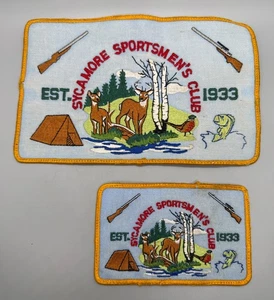 SYCAMORE SPORTSMEN'S CLUB
EST. 1933
SYCAMORE SPORTSMEN'S CLUB
EST. 1933